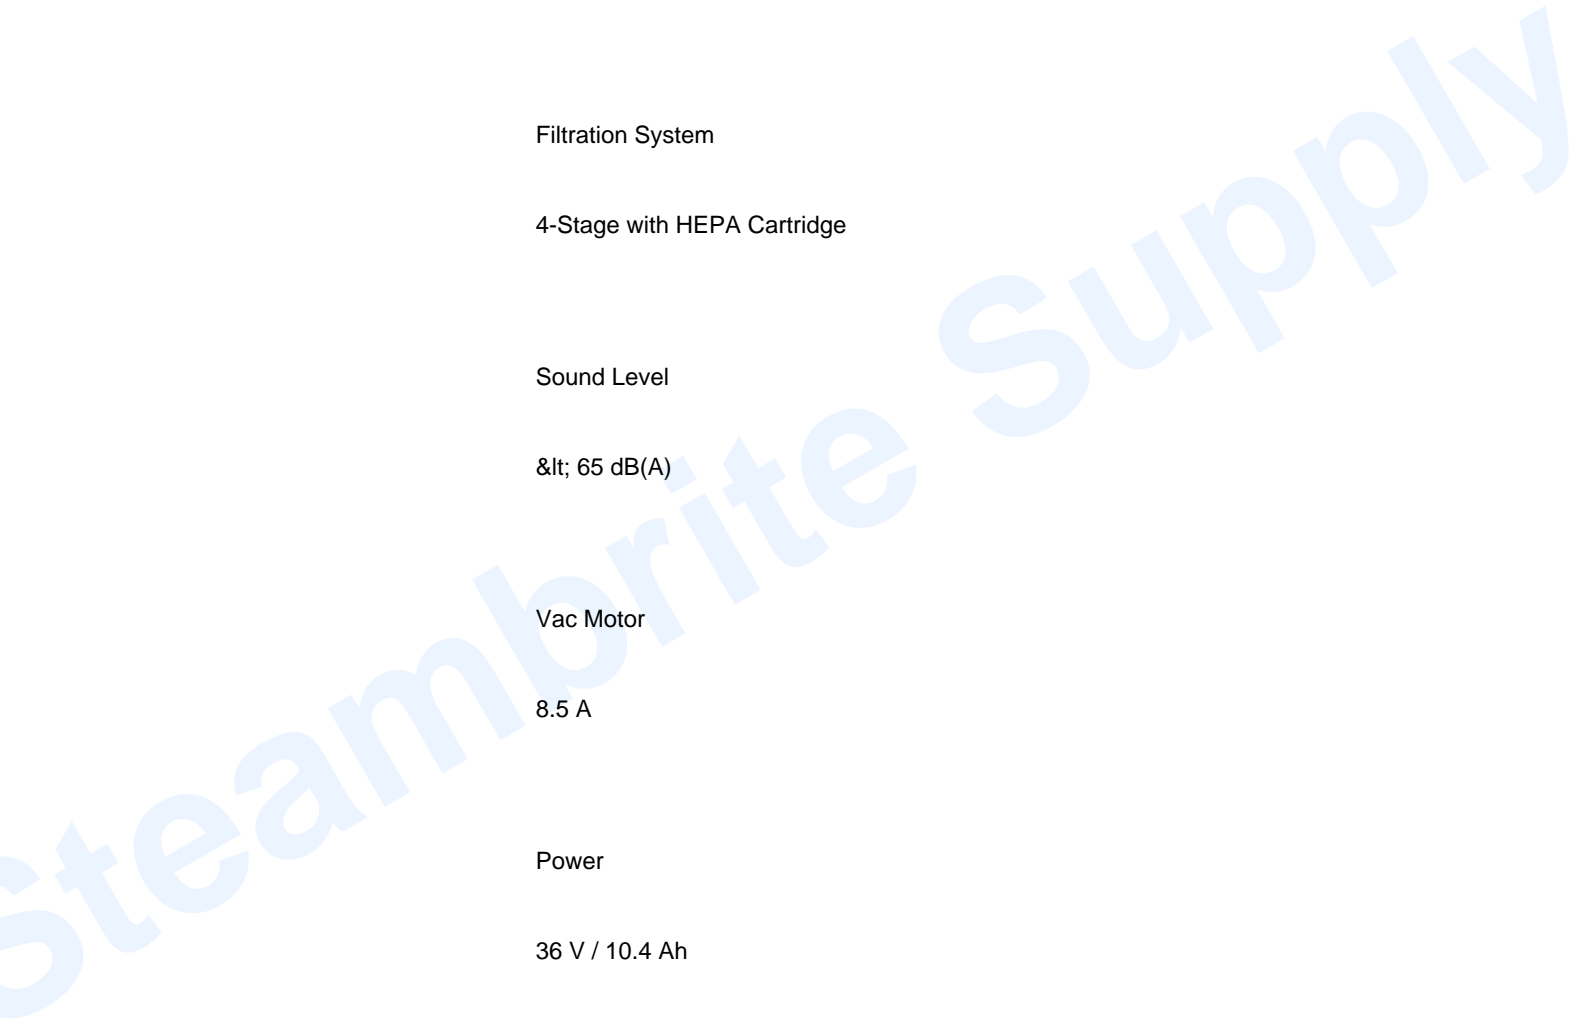 Filtration System
4-Stage with HEPA Cartridge
Sound Level
&lt; 65 dB(A)
Vac Motor
8.5 A
Power
36 V / 10.4 Ah
Steambrite Supply